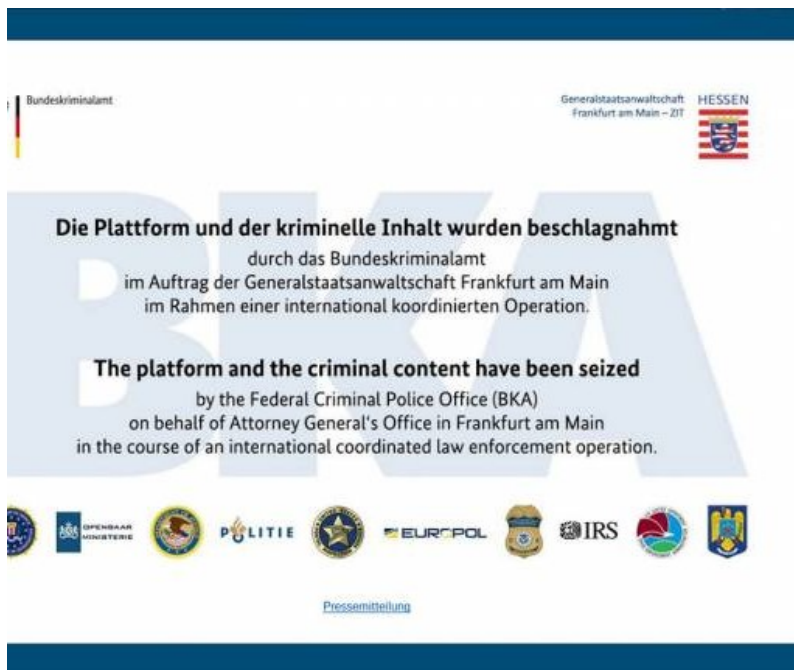 Bundeskriminalamt
Generalstaatsanwaltschaft
Frankfurt am Main – ZIT
HESSEN
BKA
Die Plattform und der kriminelle Inhalt wurden beschlagnahmt
durch das Bundeskriminalamt
im Auftrag der Generalstaatsanwaltschaft Frankfurt am Main
im Rahmen einer international koordinierten Operation.
The platform and the criminal content have been seized
by the Federal Criminal Police Office (BKA)
on behalf of Attorney General's Office in Frankfurt am Main
in the course of an international coordinated law enforcement operation.
OPENBAAR
MINISTERIE
POLITIE
EUROPOL
IRS
Pressemitteilung